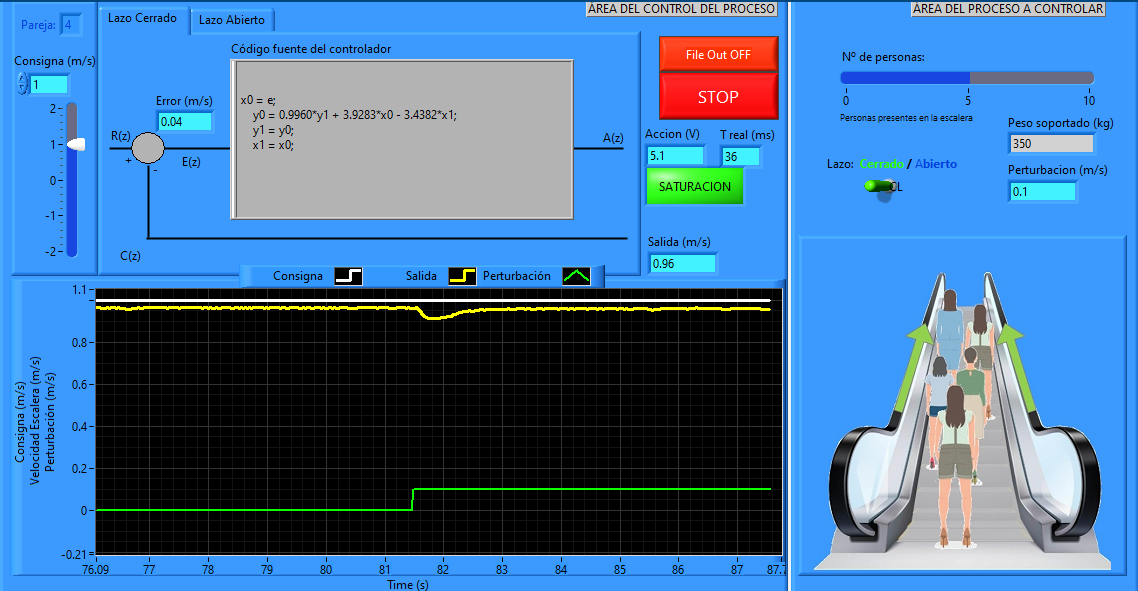 ÁREA DEL CONTROL DEL PROCESO
ÁREA DEL PROCESO A CONTROLAR
Pareja: 4
Lazo Cerrado
Lazo Abierto
Consigna (m/s)
1
2
1
0
-1
-2
Código fuente del controlador
x0 = e;
y0 = 0.9960*y1 + 3.9283*x0 - 3.4382*x1;
y1 = y0;
x1 = x0;
Error (m/s)
0.04
R(z)
+
-
E(z)
A(z)
C(z)
File Out OFF
STOP
Accion (V)
5.1
T real (ms)
36
SATURACION
Salida (m/s)
0.96
Nº de personas:
0
5
10
Personas presentes en la escalera
Peso soportado (kg)
350
Lazo: Cerrado / Abierto
OL
Perturbacion (m/s)
0.1
Consigna
Salida
Perturbación
Consigna (m/s)
Velocidad Escalera (m/s)
Perturbación (m/s)
1.1
0.8
0.6
0.4
0.2
0
-0.21
76.09
77
78
79
80
81
82
83
84
85
86
87
87.7
Time (s)